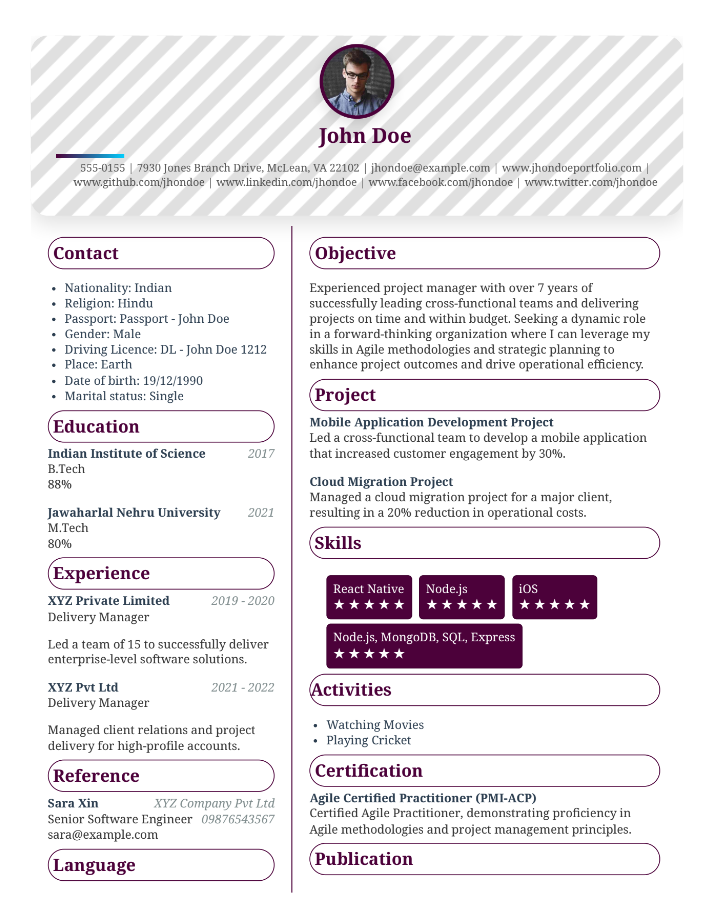 John Doe
555-0155 | 7930 Jones Branch Drive, McLean, VA 22102 | jhondoe@example.com | www.jhondoeportfolio.com |
www.github.com/jhondoe | www.linkedin.com/jhondoe | www.facebook.com/jhondoe | www.twitter.com/jhondoe
Contact
• Nationality: Indian
• Religion: Hindu
• Passport: Passport - John Doe
• Gender: Male
• Driving Licence: DL - John Doe 1212
• Place: Earth
• Date of birth: 19/12/1990
• Marital status: Single
Education
Indian Institute of Science 2017
B.Tech
88%
Jawaharlal Nehru University 2021
M.Tech
80%
Experience
XYZ Private Limited 2019 - 2020
Delivery Manager
Led a team of 15 to successfully deliver
enterprise-level software solutions.
XYZ Pvt Ltd 2021 - 2022
Delivery Manager
Managed client relations and project
delivery for high-profile accounts.
Reference
Sara Xin XYZ Company Pvt Ltd
Senior Software Engineer 09876543567
sara@example.com
Language
Objective
Experienced project manager with over 7 years of
successfully leading cross-functional teams and delivering
projects on time and within budget. Seeking a dynamic role
in a forward-thinking organization where I can leverage my
skills in Agile methodologies and strategic planning to
enhance project outcomes and drive operational efficiency.
Project
Mobile Application Development Project
Led a cross-functional team to develop a mobile application
that increased customer engagement by 30%.
Cloud Migration Project
Managed a cloud migration project for a major client,
resulting in a 20% reduction in operational costs.
Skills
React Native Node.js iOS
★★★★★ ★★★★★ ★★★★★
Node.js, MongoDB, SQL, Express
★★★★★
Activities
• Watching Movies
• Playing Cricket
Certification
Agile Certified Practitioner (PMI-ACP)
Certified Agile Practitioner, demonstrating proficiency in
Agile methodologies and project management principles.
Publication